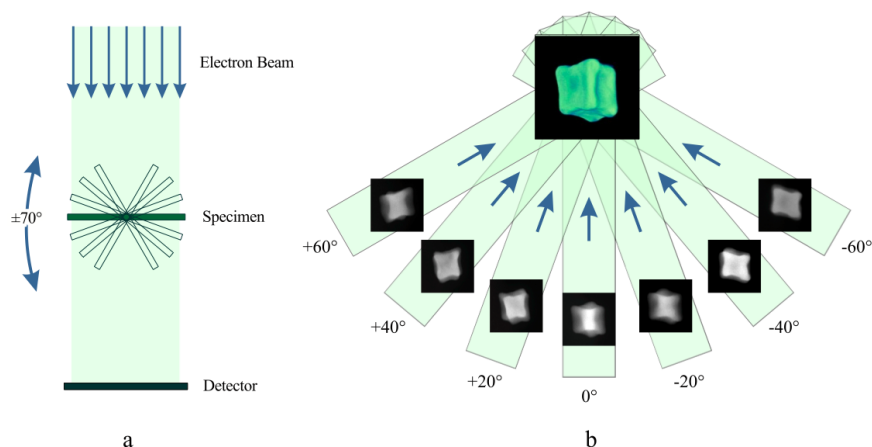 Electron Beam
±70°
Specimen
Detector
a
+60°
+40°
+20°
0°
-20°
-40°
-60°
b